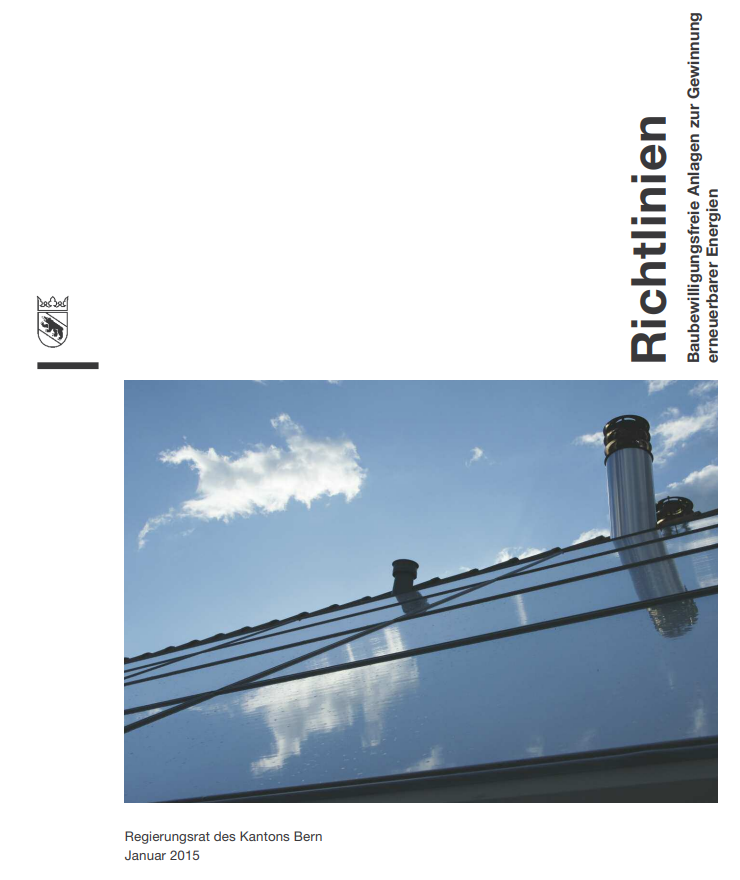 Richtlinien
Baubewilligungsfreie Anlagen zur Gewinnung
erneuerbarer Energien
Regierungsrat des Kantons Bern
Januar 2015